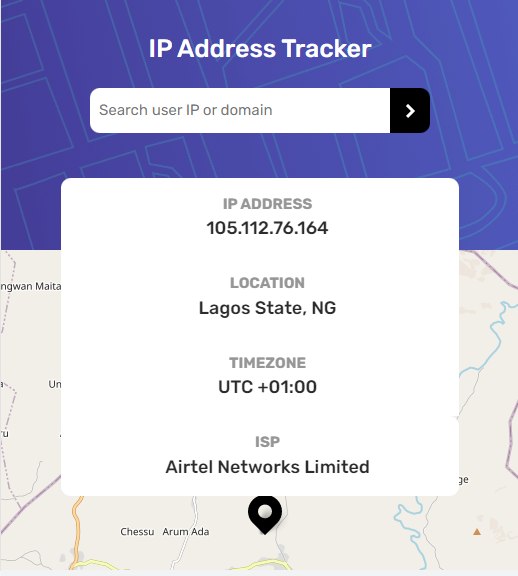 IP Address Tracker
Search user IP or domain
IP ADDRESS
105.112.76.164
LOCATION
Lagos State, NG
TIMEZONE
UTC +01:00
ISP
Airtel Networks Limited
ngwan Maita
Un
ru
ge
Chessu Arum Ada